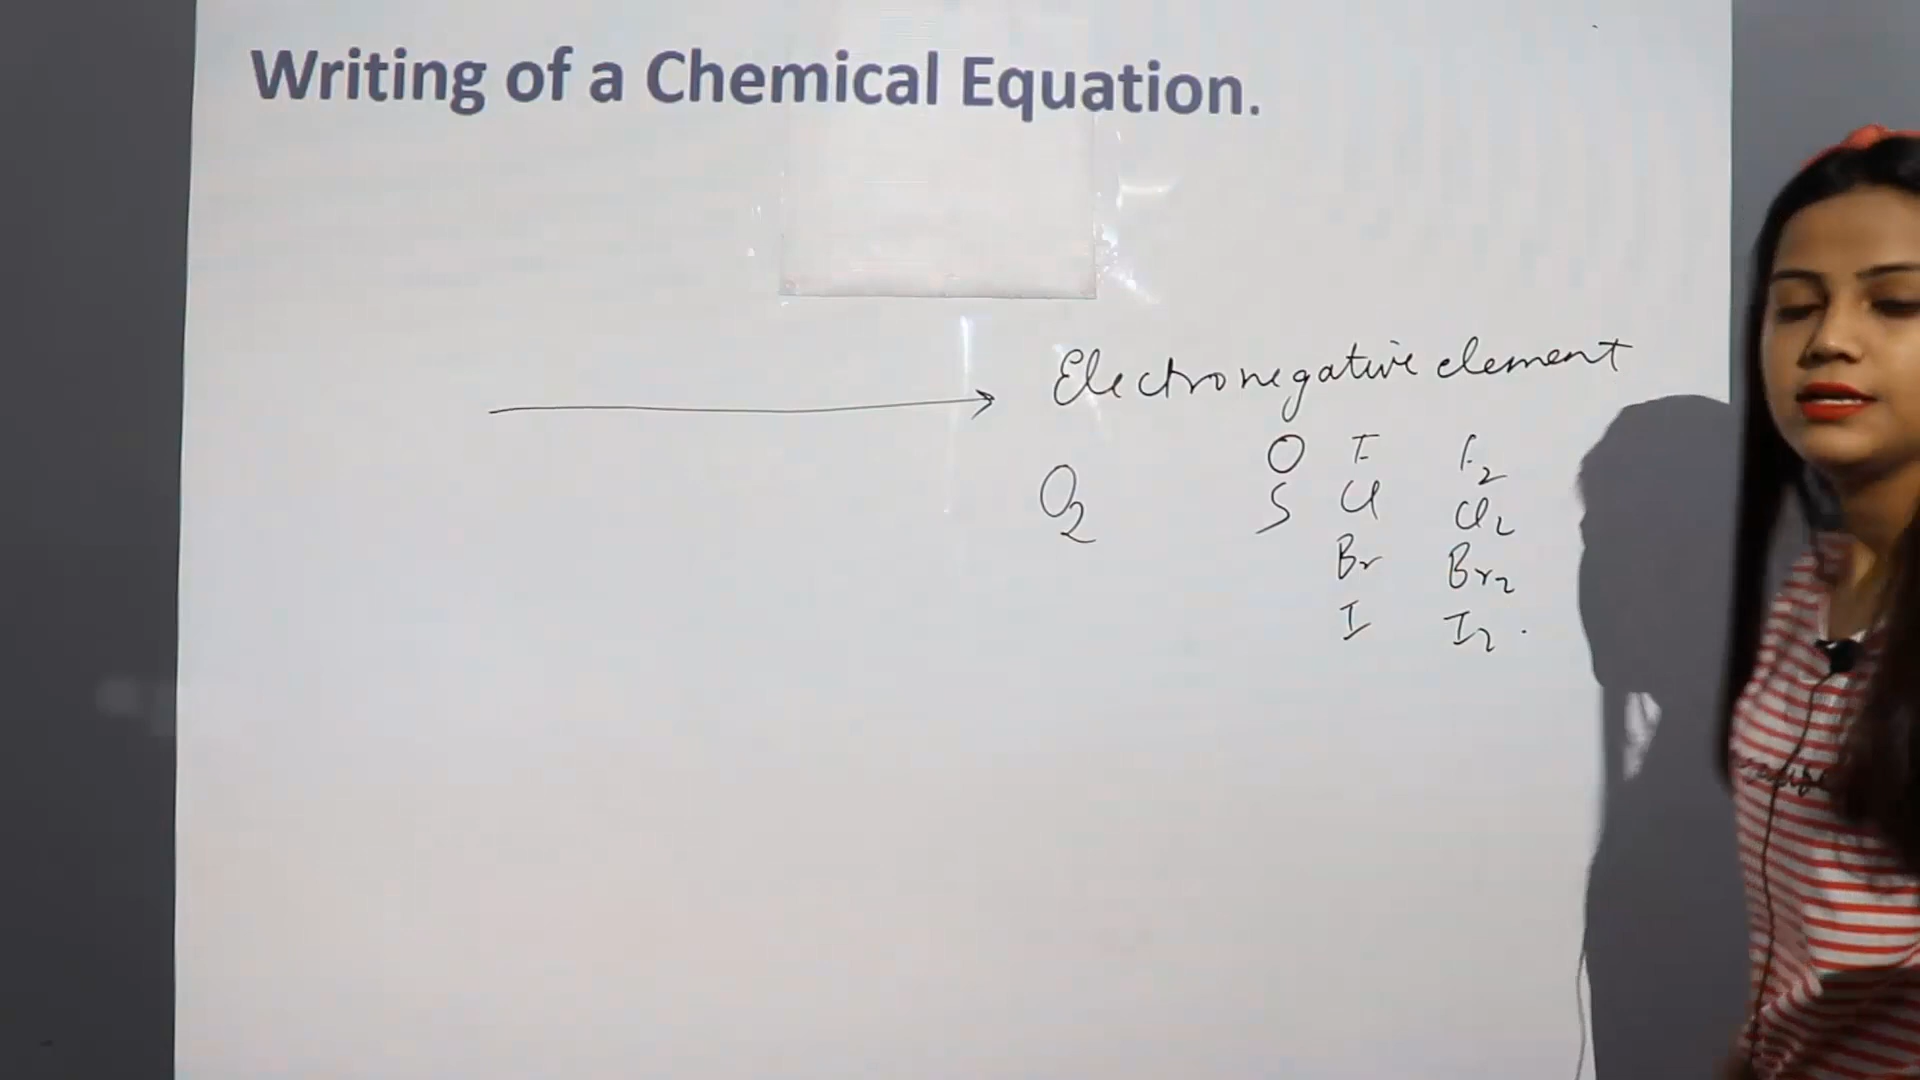 Writing of a Chemical Equation.
Electronegative element
O F F2
O2 S Cl Cl2
Br Br2
I I2